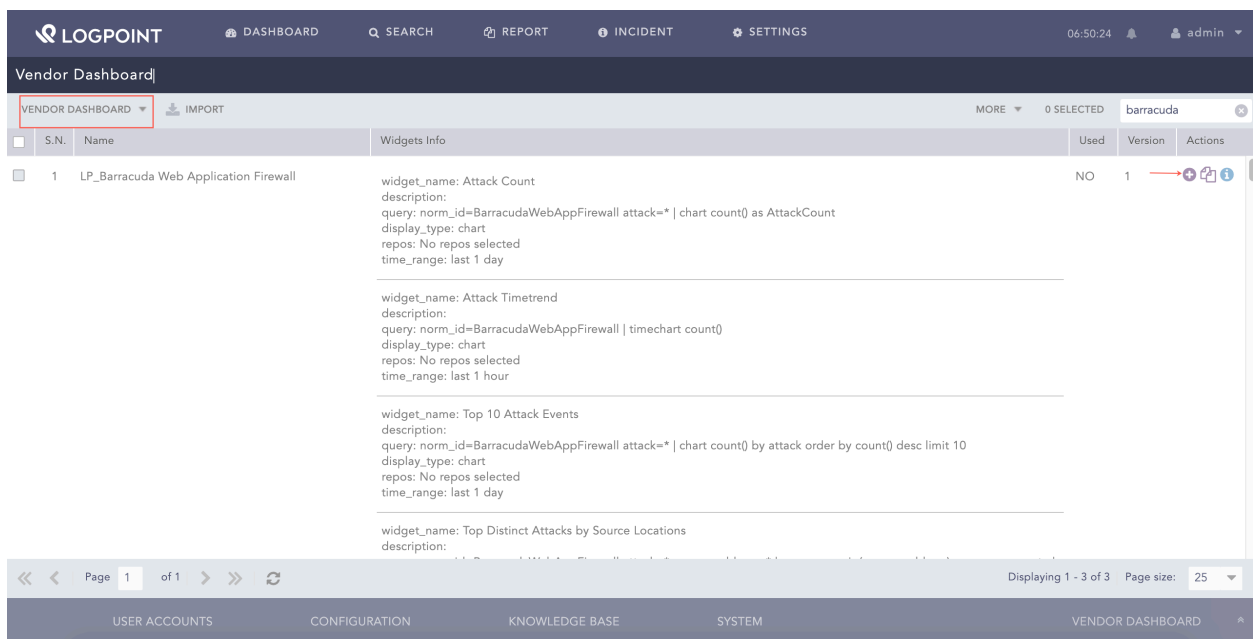 LOGPOINT DASHBOARD SEARCH REPORT INCIDENT SETTINGS 06:50:24 admin
Vendor Dashboard
VENDOR DASHBOARD IMPORT MORE 0 SELECTED barracuda
S.N. Name Widgets Info Used Version Actions
1 LP_Barracuda Web Application Firewall NO 1
widget_name: Attack Count
description:
query: norm_id=BarracudaWebAppFirewall attack=* | chart count() as AttackCount
display_type: chart
repos: No repos selected
time_range: last 1 day
widget_name: Attack Timetrend
description:
query: norm_id=BarracudaWebAppFirewall | timechart count()
display_type: chart
repos: No repos selected
time_range: last 1 hour
widget_name: Top 10 Attack Events
description:
query: norm_id=BarracudaWebAppFirewall attack=* | chart count() by attack order by count() desc limit 10
display_type: chart
repos: No repos selected
time_range: last 1 day
widget_name: Top Distinct Attacks by Source Locations
description:
Page 1 of 1 Displaying 1 - 3 of 3 Page size: 25
USER ACCOUNTS CONFIGURATION KNOWLEDGE BASE SYSTEM VENDOR DASHBOARD